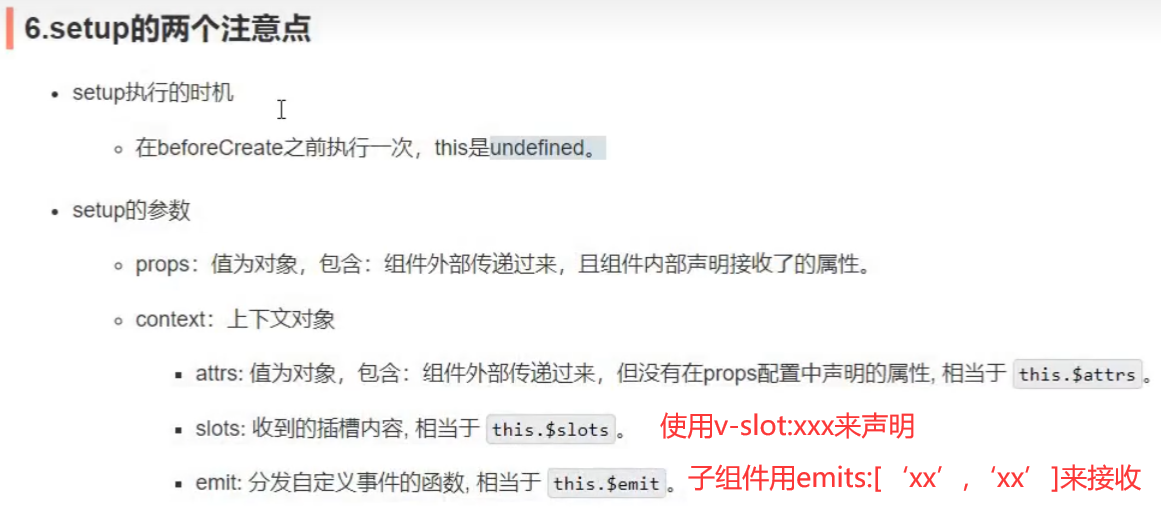 6.setup的两个注意点
setup执行的时机
在beforeCreate之前执行一次，this是undefined。
setup的参数
props：值为对象，包含：组件外部传递过来，且组件内部声明接收了的属性。
context：上下文对象
attrs: 值为对象，包含：组件外部传递过来，但没有在props配置中声明的属性, 相当于 this.$attrs。
slots: 收到的插槽内容, 相当于 this.$slots。 使用v-slot:xxx来声明
emit: 分发自定义事件的函数, 相当于 this.$emit。子组件用emits:[‘xx’,‘xx’]来接收